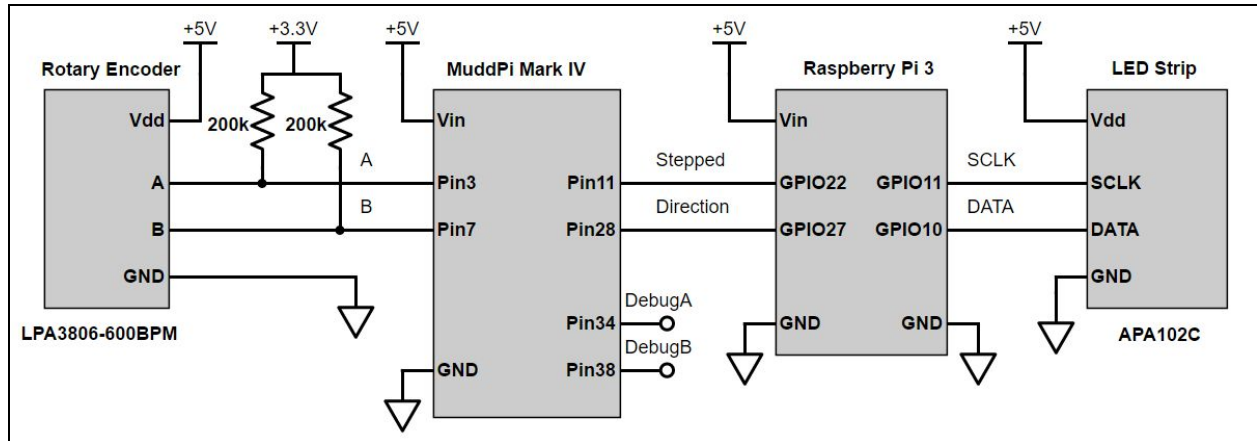 +5V
+3.3V
+5V
+5V
+5V
Rotary Encoder
MuddPi Mark IV
Raspberry Pi 3
LED Strip
Vdd
200k
200k
Vin
Vin
Vdd
A
A
Pin3
Pin11
Stepped
GPIO22
GPIO11
SCLK
SCLK
B
B
Pin7
Pin28
Direction
GPIO27
GPIO10
DATA
DATA
GND
GND
DebugA
Pin34
GND
GND
LPA3806-600BPM
APA102C
DebugB
GND
Pin38